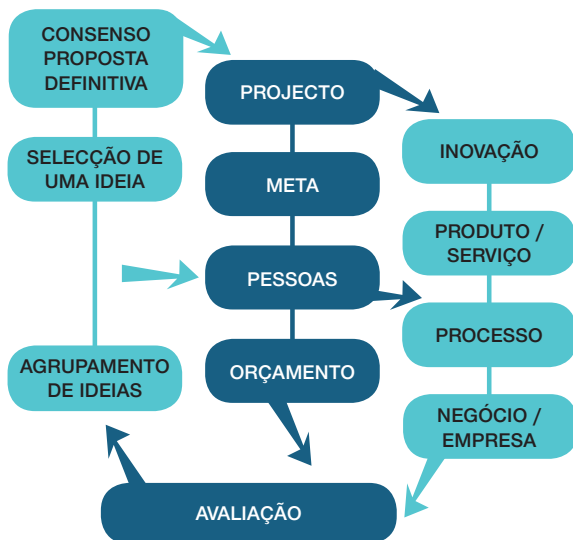 CONSENSO
PROPOSTA
DEFINITIVA
SELECÇÃO DE
UMA IDEIA
AGRUPAMENTO
DE IDEIAS
PROJECTO
META
PESSOAS
ORÇAMENTO
INOVAÇÃO
PRODUTO /
SERVIÇO
PROCESSO
NEGÓCIO /
EMPRESA
AVALIAÇÃO